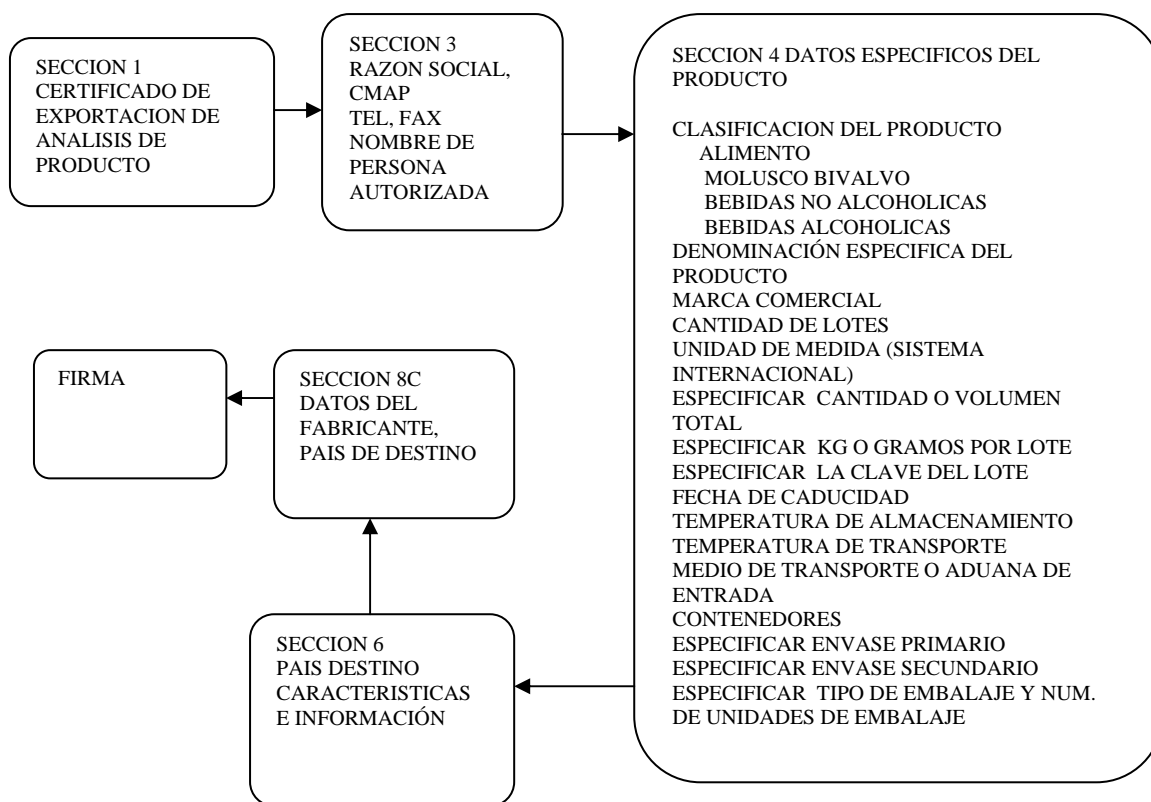 SECCION 1
CERTIFICADO DE
EXPORTACION DE
ANALISIS DE
PRODUCTO
SECCION 3
RAZON SOCIAL,
CMAP
TEL, FAX
NOMBRE DE
PERSONA
AUTORIZADA
SECCION 4 DATOS ESPECIFICOS DEL
PRODUCTO
CLASIFICACION DEL PRODUCTO
ALIMENTO
MOLUSCO BIVALVO
BEBIDAS NO ALCOHOLICAS
BEBIDAS ALCOHOLICAS
DENOMINACIÓN ESPECIFICA DEL
PRODUCTO
MARCA COMERCIAL
CANTIDAD DE LOTES
UNIDAD DE MEDIDA (SISTEMA
INTERNACIONAL)
ESPECIFICAR CANTIDAD O VOLUMEN
TOTAL
ESPECIFICAR KG O GRAMOS POR LOTE
ESPECIFICAR LA CLAVE DEL LOTE
FECHA DE CADUCIDAD
TEMPERATURA DE ALMACENAMIENTO
TEMPERATURA DE TRANSPORTE
MEDIO DE TRANSPORTE O ADUANA DE
ENTRADA
CONTENEDORES
ESPECIFICAR ENVASE PRIMARIO
ESPECIFICAR ENVASE SECUNDARIO
ESPECIFICAR TIPO DE EMBALAJE Y NUM.
DE UNIDADES DE EMBALAJE
SECCION 6
PAIS DESTINO
CARACTERISTICAS
E INFORMACIÓN
SECCION 8C
DATOS DEL
FABRICANTE,
PAIS DE DESTINO
FIRMA